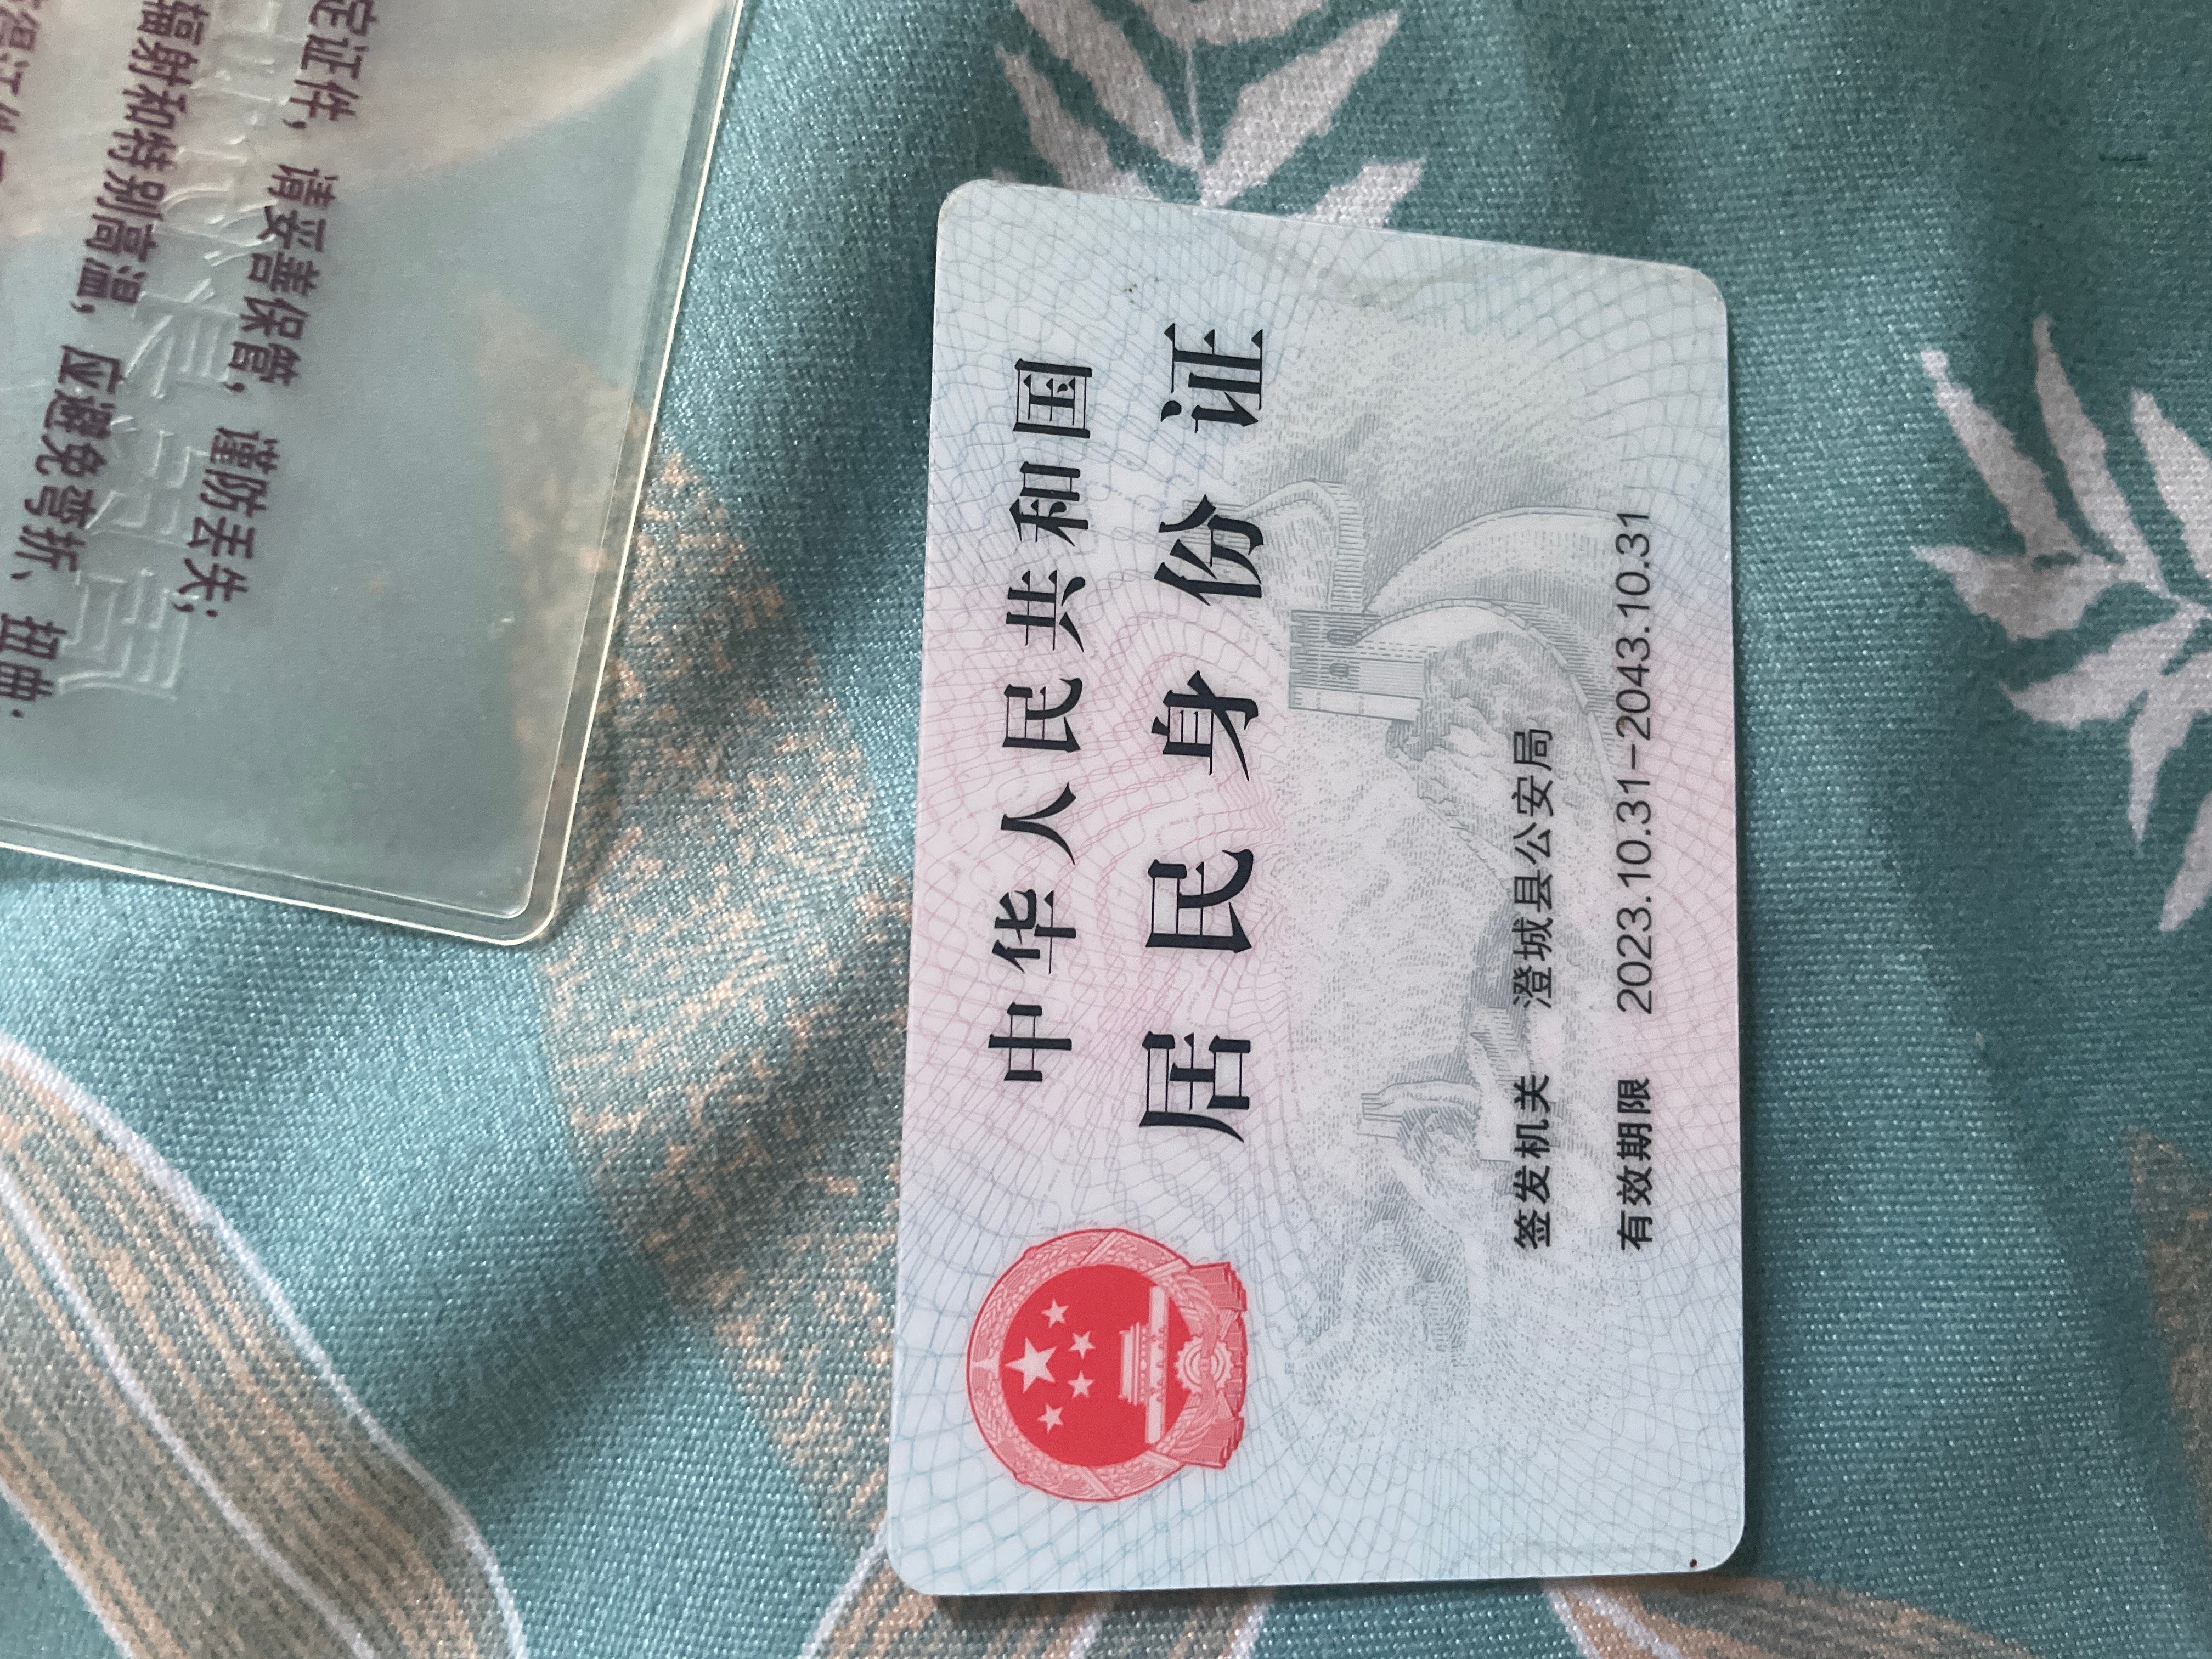 中华人民共和国
居民身份证
签发机关 澄城县公安局
有效期限 2023.10.31-2043.10.31
定证件，请妥善保管，谨防丢失；
辐射和特别高温，应避免弯折、扭曲.